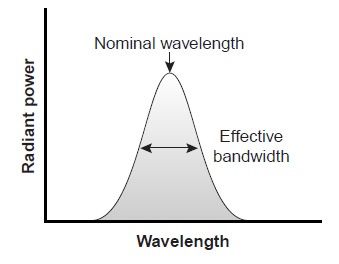 Nominal wavelength
Radiant power
Effective
bandwidth
Wavelength